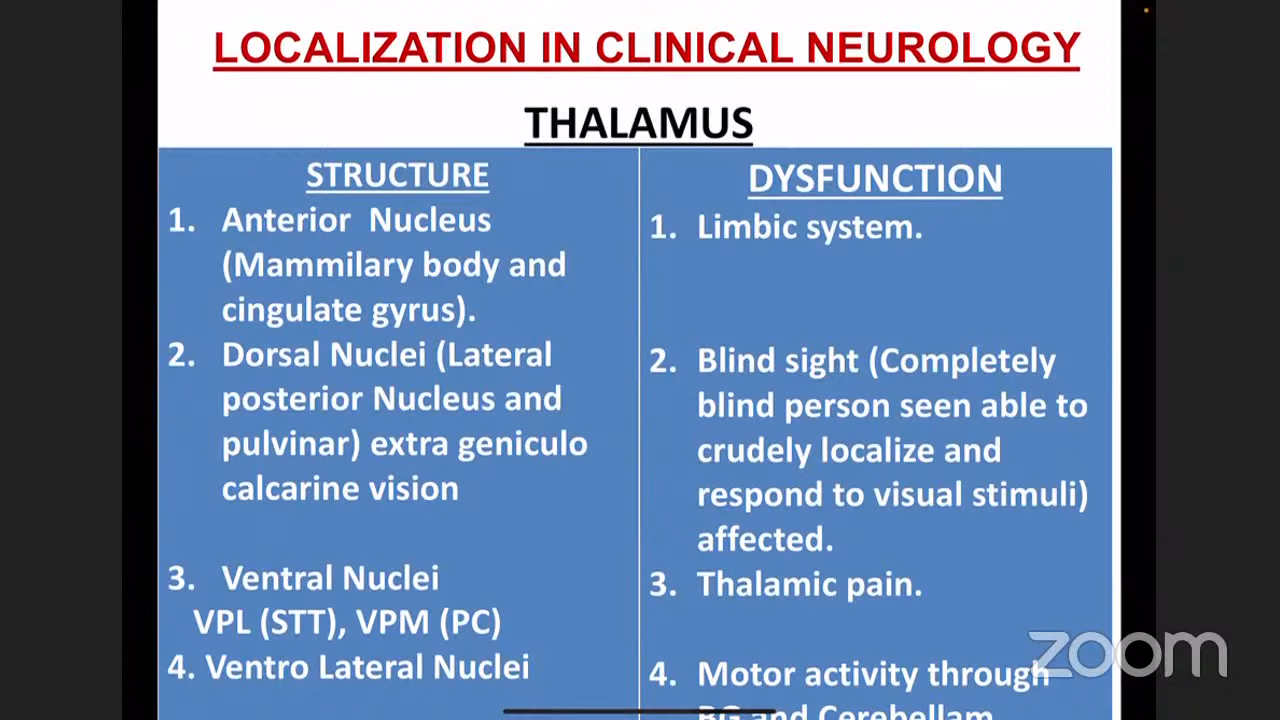 LOCALIZATION IN CLINICAL NEUROLOGY
THALAMUS
STRUCTURE
1. Anterior Nucleus
(Mammilary body and
cingulate gyrus).
2. Dorsal Nuclei (Lateral
posterior Nucleus and
pulvinar) extra geniculo
calcarine vision
3. Ventral Nuclei
VPL (STT), VPM (PC)
4. Ventro Lateral Nuclei
DYSFUNCTION
1. Limbic system.
2. Blind sight (Completely
blind person seen able to
crudely localize and
respond to visual stimuli)
affected.
3. Thalamic pain.
4. Motor activity through
BG and Cerebellam
zoom